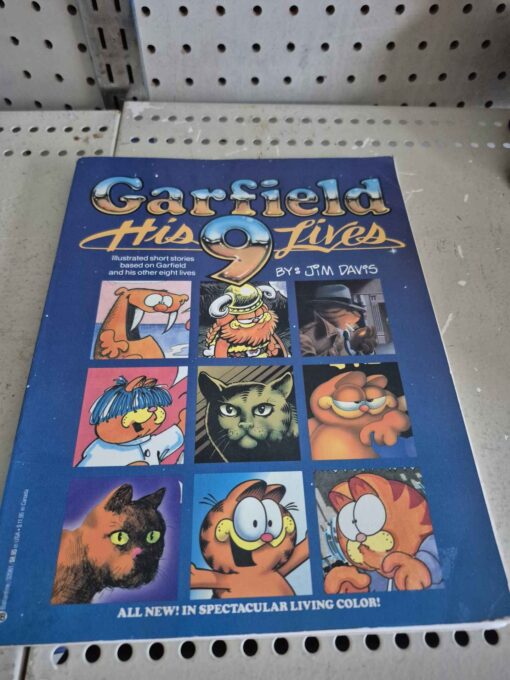 Garfield
His 9 Lives
Illustrated short stories
based on Garfield
and his other eight lives
BY: JIM DAVIS
ALL NEW! IN SPECTACULAR LIVING COLOR!